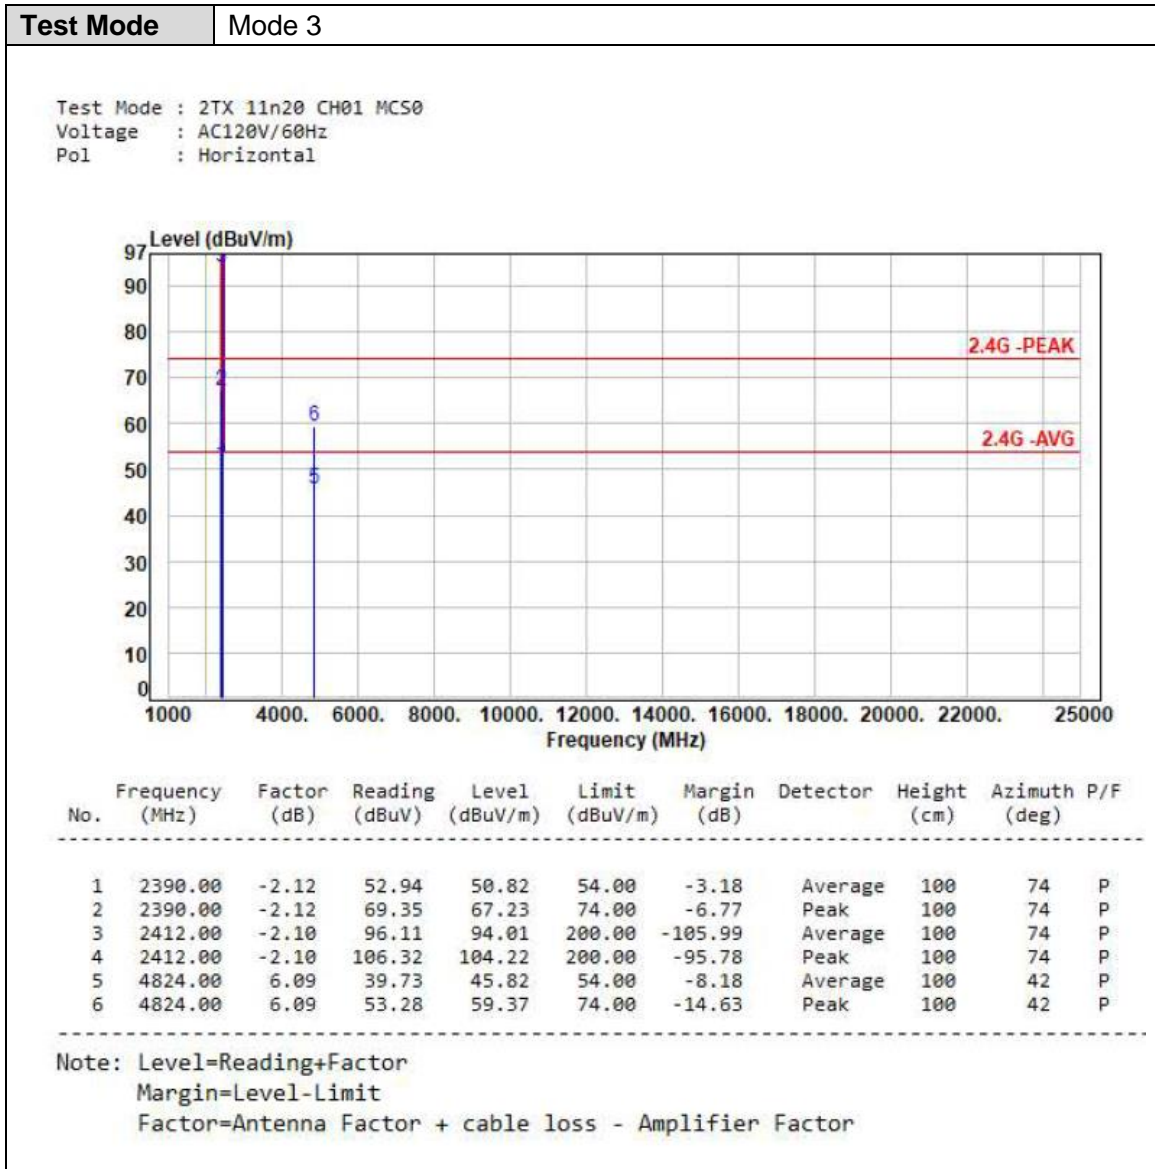 Test Mode Mode 3
Test Mode : 2TX 11n20 CH01 MCS0
Voltage : AC120V/60Hz
Pol : Horizontal
Level (dBuV/m)
97
90
80
2.4G -PEAK
70
2
6
60
2.4G -AVG
50
5
40
30
20
10
0
1000 4000. 6000. 8000. 10000. 12000. 14000. 16000. 18000. 20000. 22000. 25000
Frequency (MHz)
Frequency Factor Reading Level Limit Margin Detector Height Azimuth P/F
No. (MHz) (dB) (dBuV) (dBuV/m) (dBuV/m) (dB) (cm) (deg)
1 2390.00 -2.12 52.94 50.82 54.00 -3.18 Average 100 74 P
2 2390.00 -2.12 69.35 67.23 74.00 -6.77 Peak 100 74 P
3 2412.00 -2.10 96.11 94.01 200.00 -105.99 Average 100 74 P
4 2412.00 -2.10 106.32 104.22 200.00 -95.78 Peak 100 74 P
5 4824.00 6.09 39.73 45.82 54.00 -8.18 Average 100 42 P
6 4824.00 6.09 53.28 59.37 74.00 -14.63 Peak 100 42 P
Note: Level=Reading+Factor
Margin=Level-Limit
Factor=Antenna Factor + cable loss - Amplifier Factor